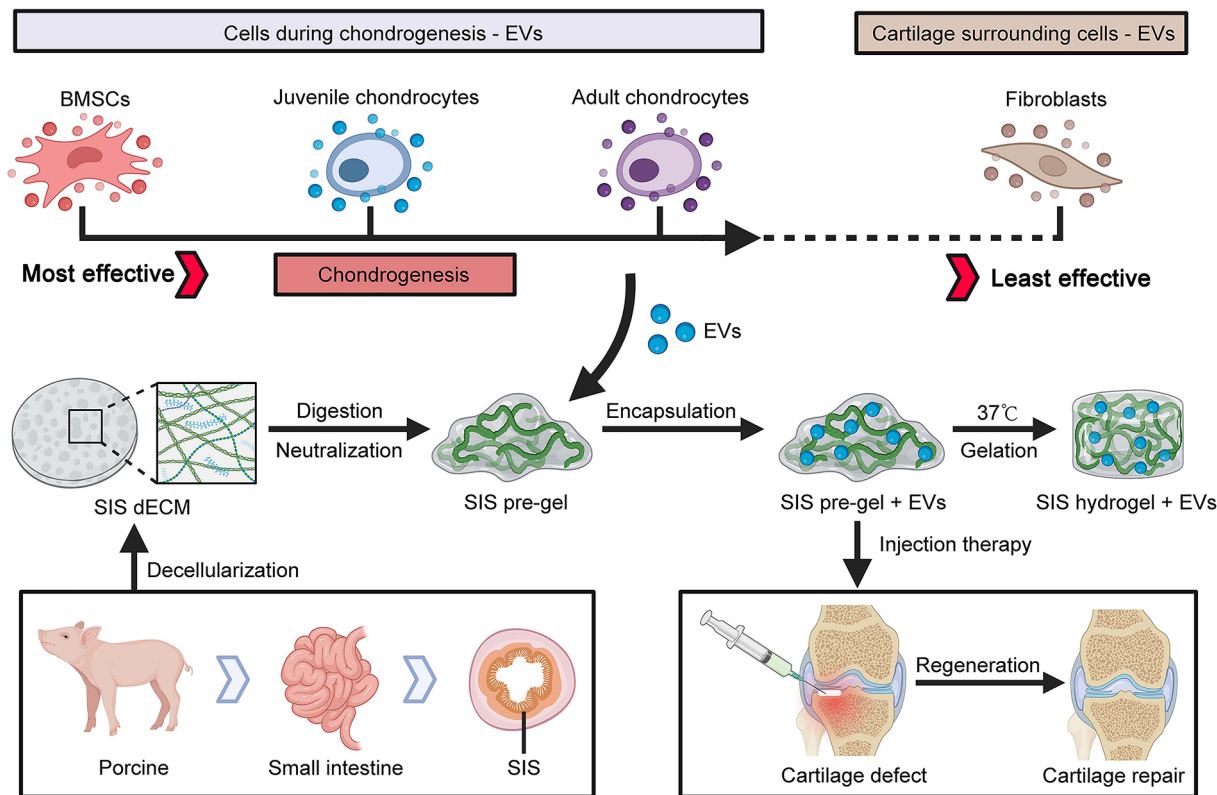 Cells during chondrogenesis - EVs
Cartilage surrounding cells - EVs
BMSCs
Juvenile chondrocytes
Adult chondrocytes
Fibroblasts
Most effective
Chondrogenesis
Least effective
EVs
Digestion
Neutralization
Encapsulation
37℃
Gelation
SIS dECM
SIS pre-gel
SIS pre-gel + EVs
SIS hydrogel + EVs
Decellularization
Injection therapy
Regeneration
Porcine
Small intestine
SIS
Cartilage defect
Cartilage repair